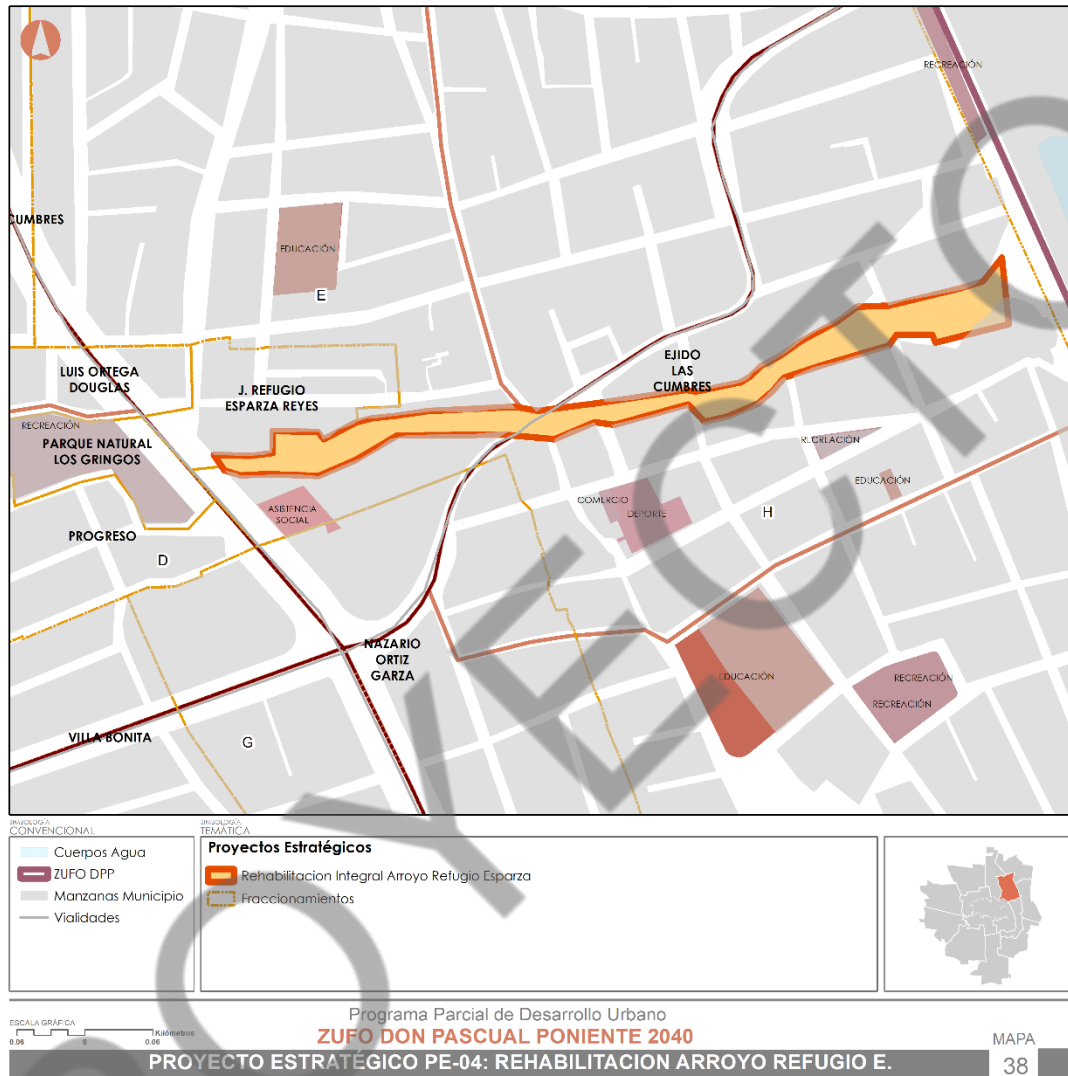 RECREACIÓN
CUMBRES
EDUCACIÓN
E
LUIS ORTEGA
DOUGLAS
J. REFUGIO
ESPARZA REYES
EJIDO
LAS
CUMBRES
RECREACIÓN
PARQUE NATURAL
LOS GRINGOS
RECREACIÓN
EDUCACIÓN
ASISTENCIA
SOCIAL
COMERCIO
DEPORTE
H
PROGRESO
D
NAZARIO
ORTIZ
GARZA
EDUCACIÓN
RECREACIÓN
RECREACIÓN
VILLA BONITA
G
PROYECTO
SIMBOLOGÍA
CONVENCIONAL
Cuerpos Agua
ZUFO DPP
Manzanas Municipio
Vialidades
SIMBOLOGÍA
TEMÁTICA
Proyectos Estratégicos
Rehabilitacion Integral Arroyo Refugio Esparza
Fraccionamientos
ESCALA GRÁFICA
0.06 0 0.06 Kilómetros
Programa Parcial de Desarrollo Urbano
ZUFO DON PASCUAL PONIENTE 2040
PROYECTO ESTRATÉGICO PE-04: REHABILITACION ARROYO REFUGIO E.
MAPA
38